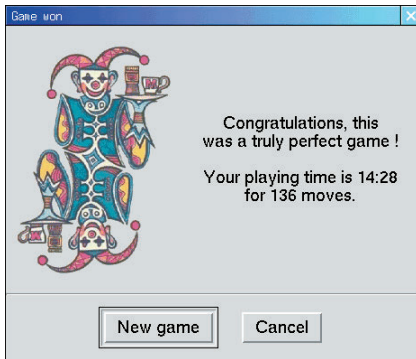 Game won
Congratulations, this
was a truly perfect game !
Your playing time is 14:28
for 136 moves.
New game
Cancel